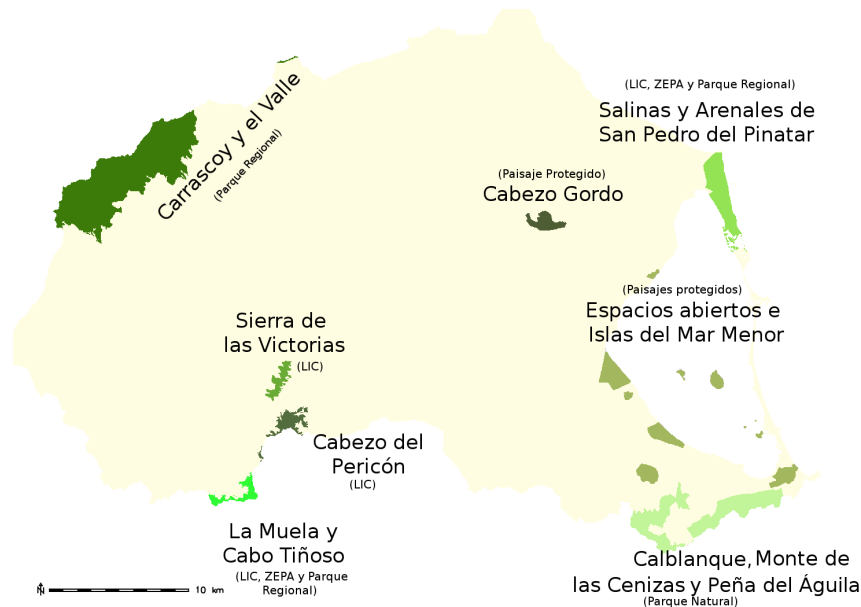 (LIC, ZEPA y Parque Regional)
Salinas y Arenales de
San Pedro del Pinatar
Carrascoy y el Valle
(Parque Regional)
(Paisaje Protegido)
Cabezo Gordo
(Paisajes protegidos)
Espacios abiertos e
Islas del Mar Menor
Sierra de
las Victorias
(LIC)
Cabezo del
Pericón
(LIC)
La Muela y
Cabo Tiñoso
(LIC, ZEPA y Parque
Regional)
Calblanque, Monte de
las Cenizas y Peña del Águila
(Parque Natural)
N
10 km